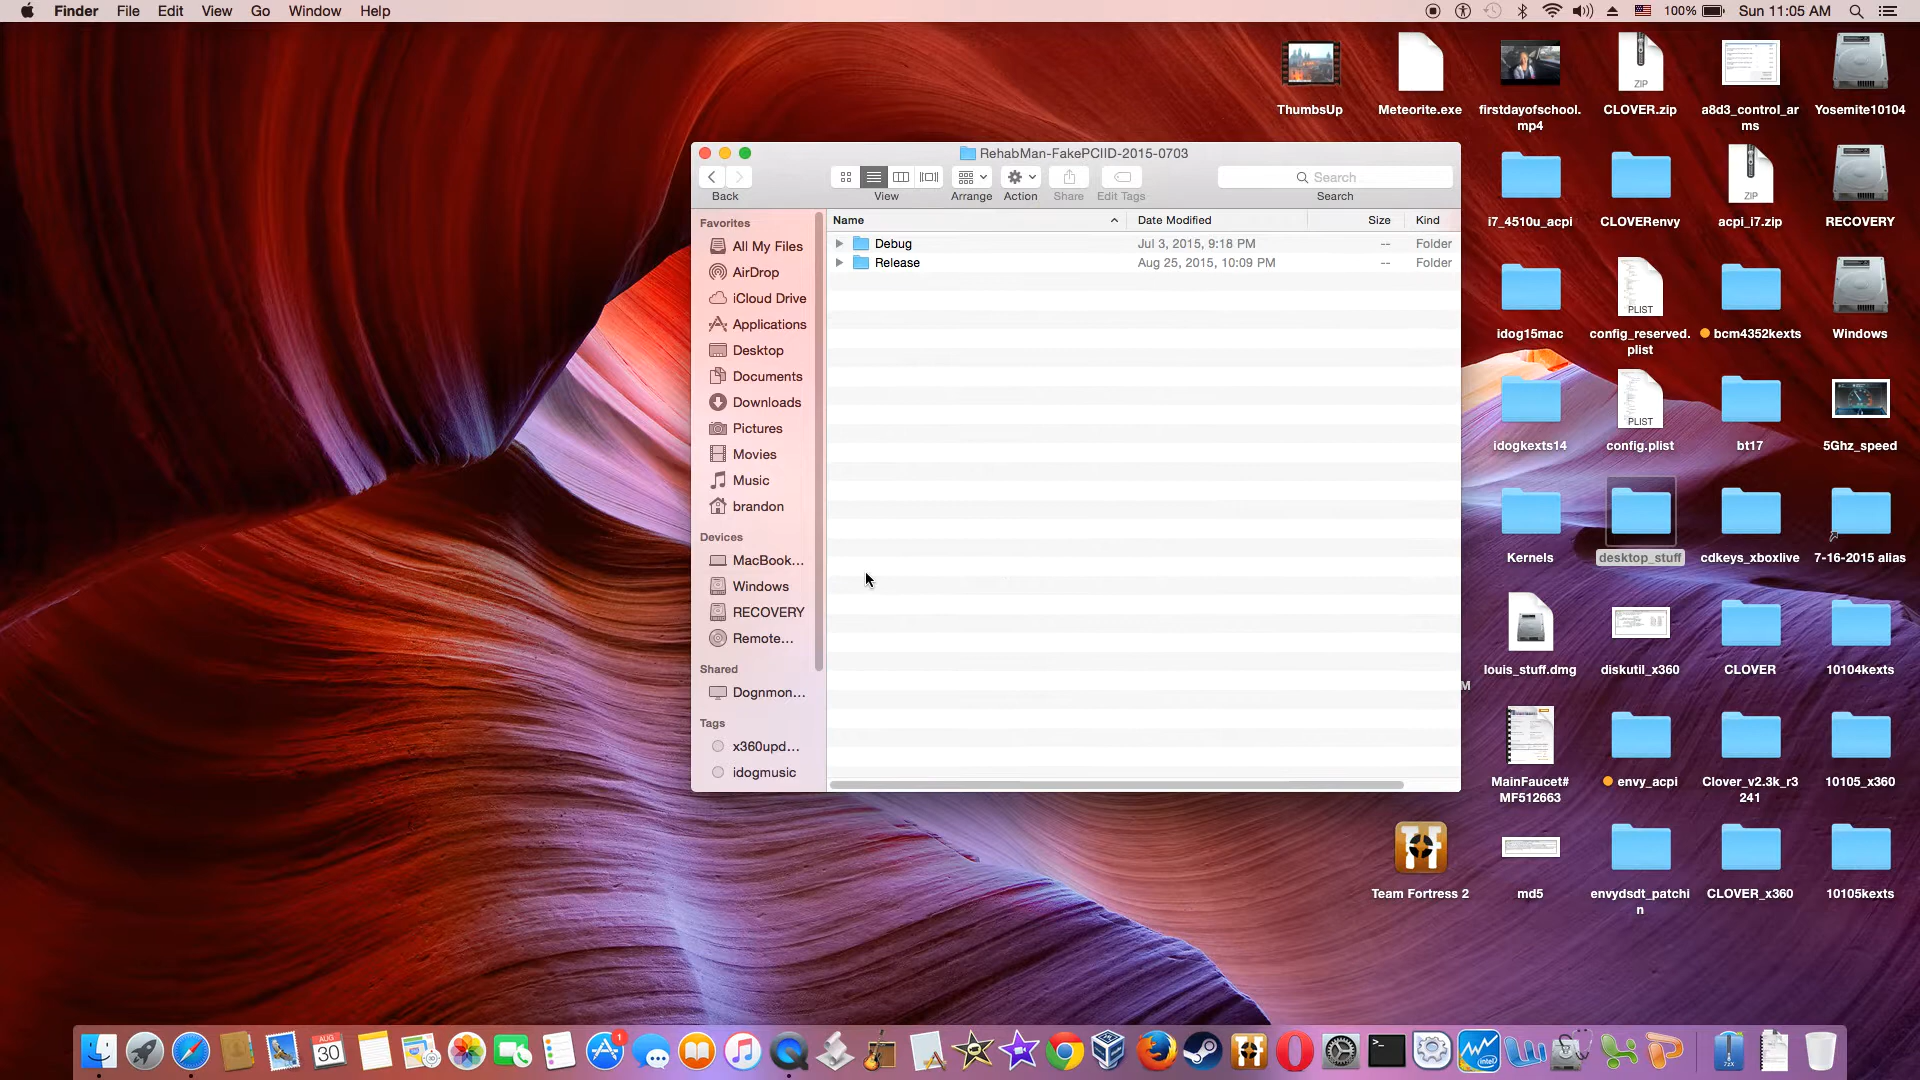 Finder File Edit View Go Window Help
100% Sun 11:05 AM
ThumbsUp
Meteorite.exe
firstdayofschool.
mp4
CLOVER.zip
ZIP
a8d3_control_ar
ms
Yosemite10104
RehabMan-FakePCIID-2015-0703
Search
Back View Arrange Action Share Edit Tags Search
Name Date Modified Size Kind
Debug Jul 3, 2015, 9:18 PM -- Folder
Release Aug 25, 2015, 10:09 PM -- Folder
Favorites
All My Files
AirDrop
iCloud Drive
Applications
Desktop
Documents
Downloads
Pictures
Movies
Music
brandon
Devices
MacBook...
Windows
RECOVERY
Remote...
Shared
Dognmon...
Tags
x360upd...
idogmusic
i7_4510u_acpi
CLOVERenvy
ZIP
acpi_i7.zip
RECOVERY
idog15mac
PLIST
config_reserved.
plist
bcm4352kexts
Windows
idogkexts14
PLIST
config.plist
bt17
5Ghz_speed
Kernels
desktop_stuff
cdkeys_xboxlive
7-16-2015 alias
louis_stuff.dmg
diskutil_x360
CLOVER
10104kexts
M
MainFaucet#
MF512663
envy_acpi
Clover_v2.3k_r3
241
10105_x360
Team Fortress 2
md5
envydsdt_patchi
n
CLOVER_x360
10105kexts
AUG
30
1
intel
7zX